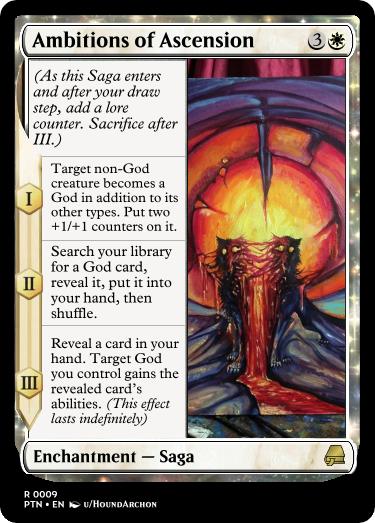 Ambitions of Ascension 3
(As this Saga enters
and after your draw
step, add a lore
counter. Sacrifice after
III.)
I
Target non-God
creature becomes a
God in addition to its
other types. Put two
+1/+1 counters on it.
II
Search your library
for a God card,
reveal it, put it into
your hand, then
shuffle.
III
Reveal a card in your
hand. Target God
you control gains the
revealed card's
abilities. (This effect
lasts indefinitely)
Enchantment — Saga
R 0009
PTN • EN u/HoundArchon